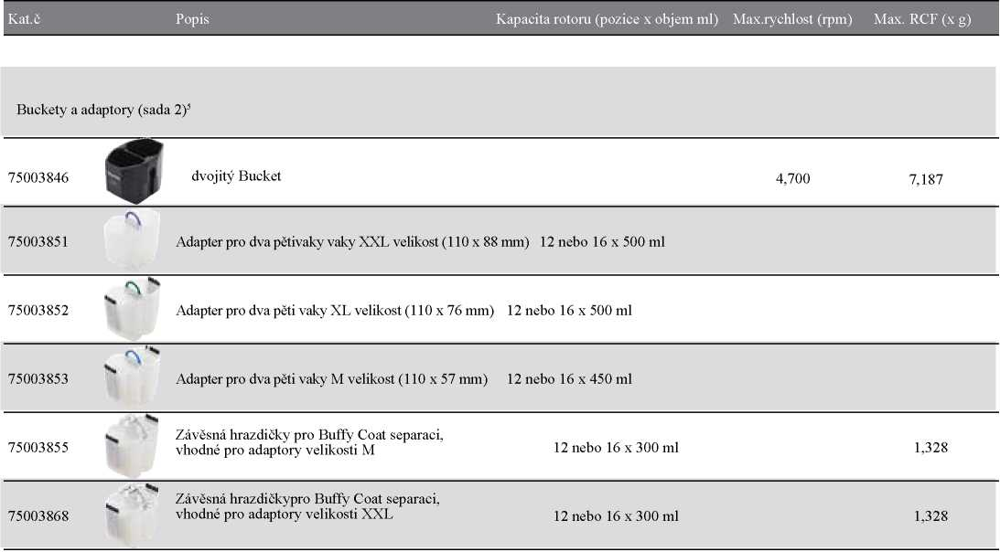 Kat.č Popis Kapacita rotoru (pozice x objem ml) Max.rychlost (rpm) Max. RCF (x g)
Buckety a adaptory (sada 2)⁵
75003846 dvojitý Bucket 4,700 7,187
75003851 Adapter pro dva pětivaky vaky XXL velikost (110 x 88 mm) 12 nebo 16 x 500 ml
75003852 Adapter pro dva pěti vaky XL velikost (110 x 76 mm) 12 nebo 16 x 500 ml
75003853 Adapter pro dva pěti vaky M velikost (110 x 57 mm) 12 nebo 16 x 450 ml
Závěsná hrazdičky pro Buffy Coat separaci,
75003855 vhodné pro adaptory velikosti M 12 nebo 16 x 300 ml 1,328
Závěsná hrazdičkypro Buffy Coat separaci,
75003868 vhodné pro adaptory velikosti XXL 12 nebo 16 x 300 ml 1,328